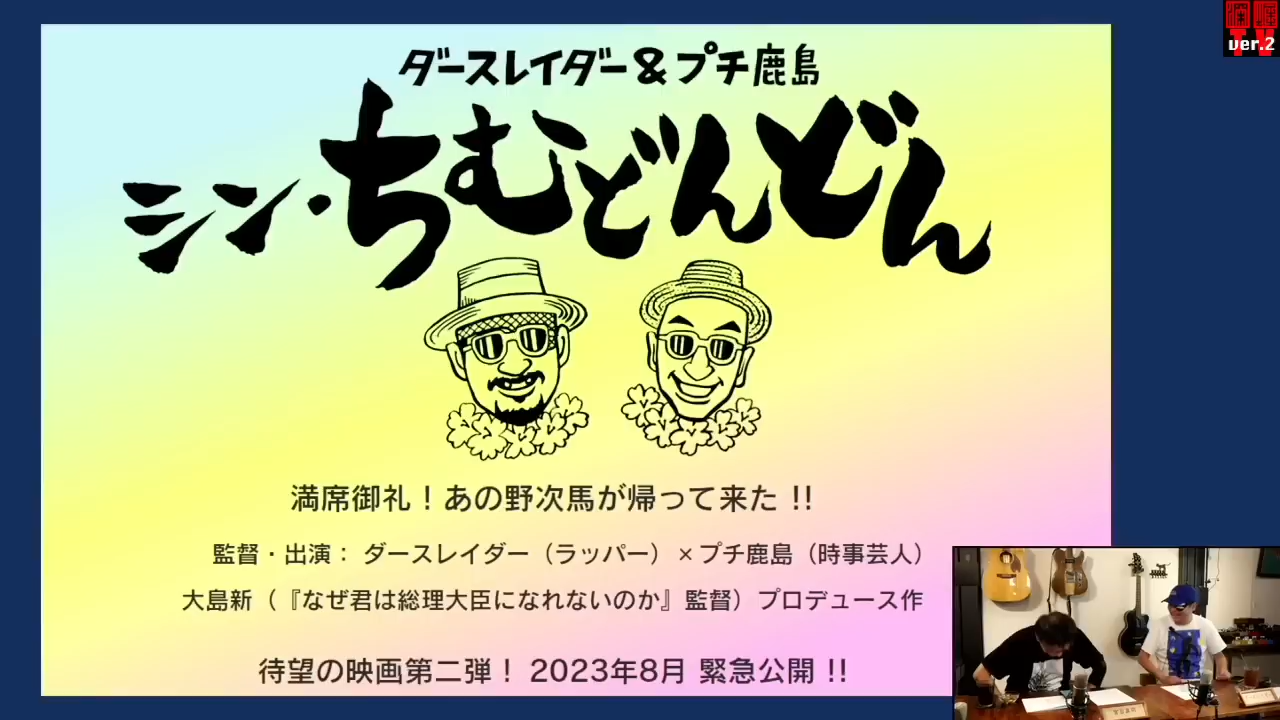 ダースレイダー&プチ鹿島
シン・ちむどんどん
満席御礼！あの野次馬が帰って来た !!
監督・出演： ダースレイダー（ラッパー）×プチ鹿島（時事芸人）
大島新（『なぜ君は総理大臣になれないのか』監督）プロデュース作
待望の映画第二弾！ 2023年8月 緊急公開 !!
TV
ver.2